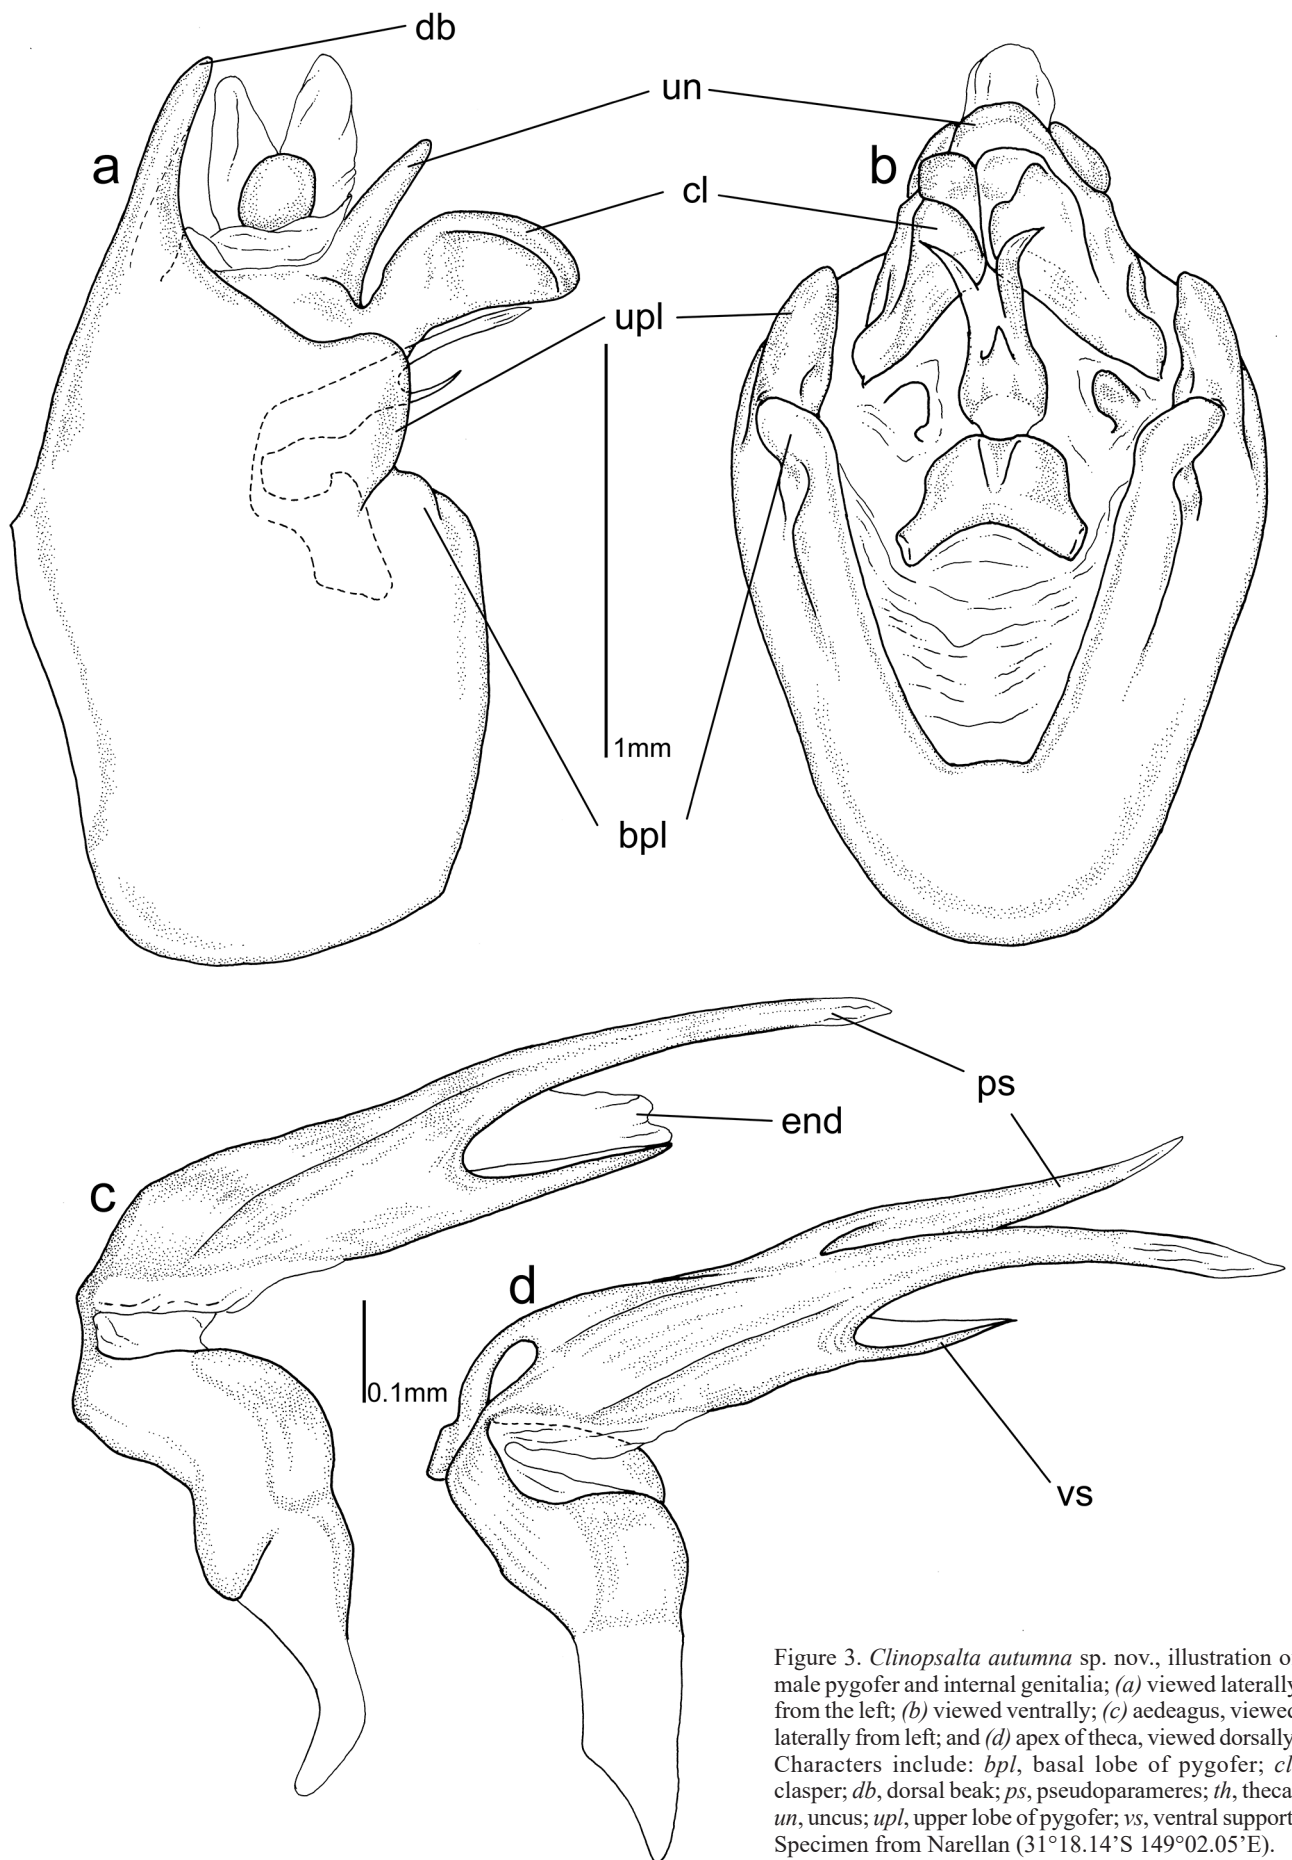 db
un
a
b
cl
upl
1mm
bpl
ps
end
c
d
0.1mm
vs
Figure 3. Clinopsalta autumna sp. nov., illustration o
male pygofer and internal genitalia; (a) viewed laterally
from the left; (b) viewed ventrally; (c) aedeagus, viewed
laterally from left; and (d) apex of theca, viewed dorsally
Characters include: bpl, basal lobe of pygofer; cl
clasper; db, dorsal beak; ps, pseudoparameres; th, theca
un, uncus; upl, upper lobe of pygofer; vs, ventral support
Specimen from Narellan (31°18.14’S 149°02.05’E).